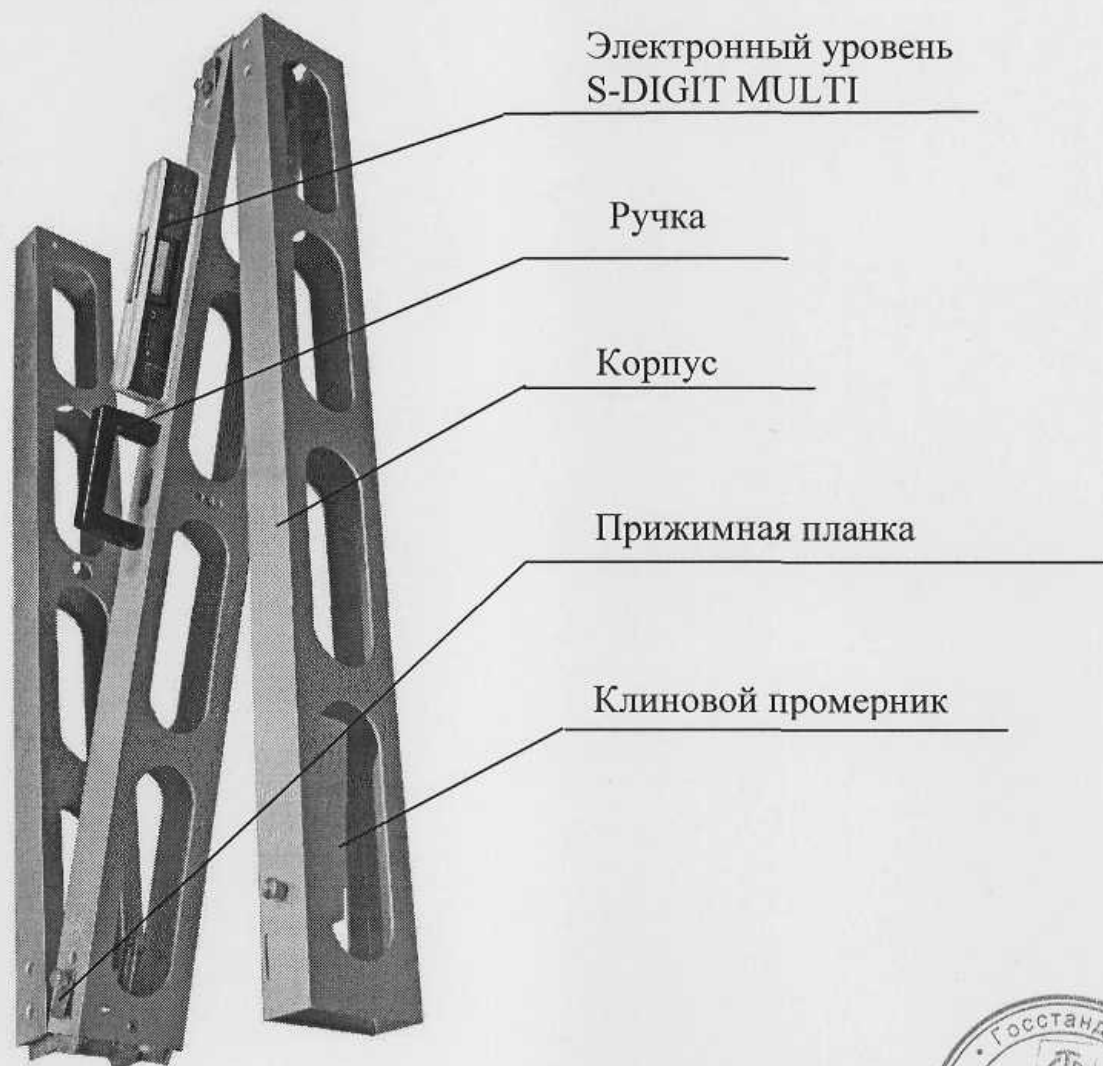 Электронный уровень
S-DIGIT MULTI
Ручка
Корпус
Прижимная планка
Клиновой промерник